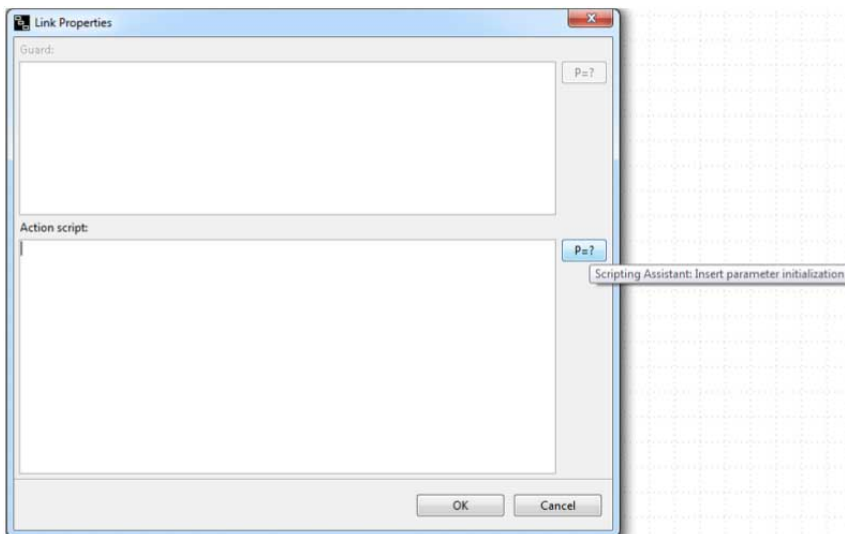 Link Properties
x
Guard:
P=?
Action script:
P=?
Scripting Assistant: Insert parameter initialization
OK
Cancel